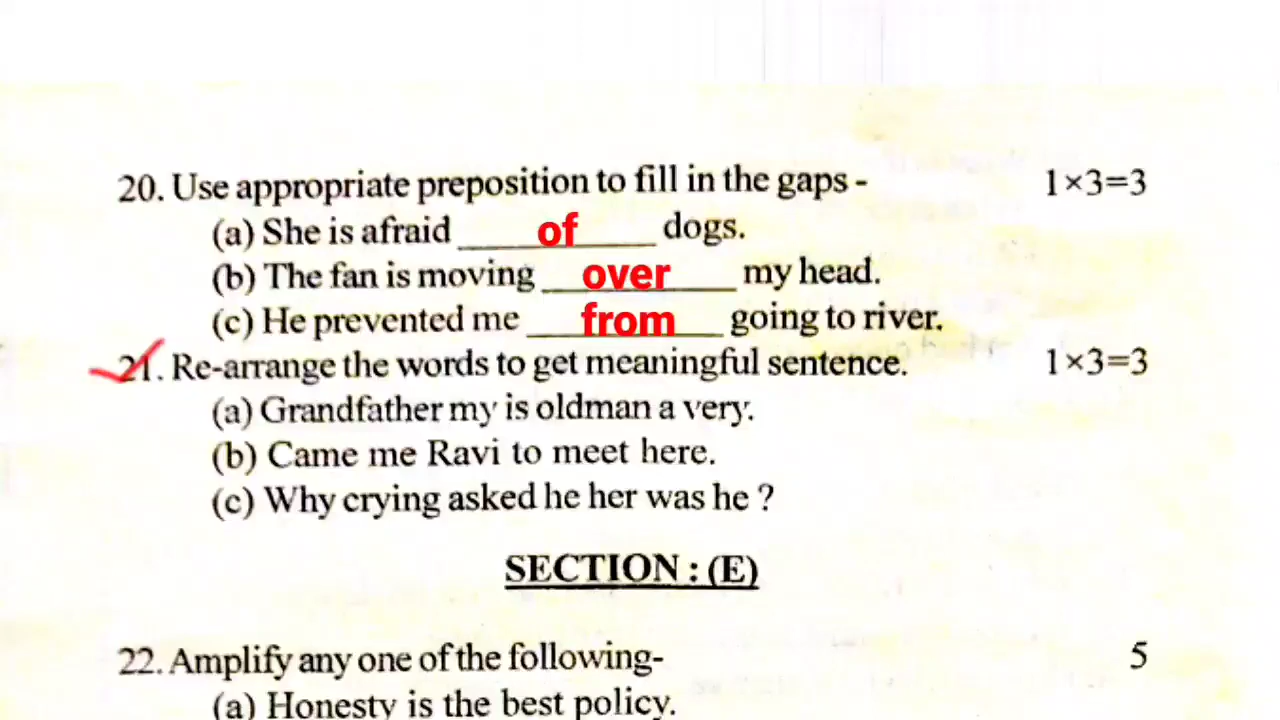 20. Use appropriate preposition to fill in the gaps - 1×3=3
(a) She is afraid of dogs.
(b) The fan is moving over my head.
(c) He prevented me from going to river.
21. Re-arrange the words to get meaningful sentence. 1×3=3
(a) Grandfather my is oldman a very.
(b) Came me Ravi to meet here.
(c) Why crying asked he her was he ?
SECTION : (E)
22. Amplify any one of the following- 5
(a) Honesty is the best policy.